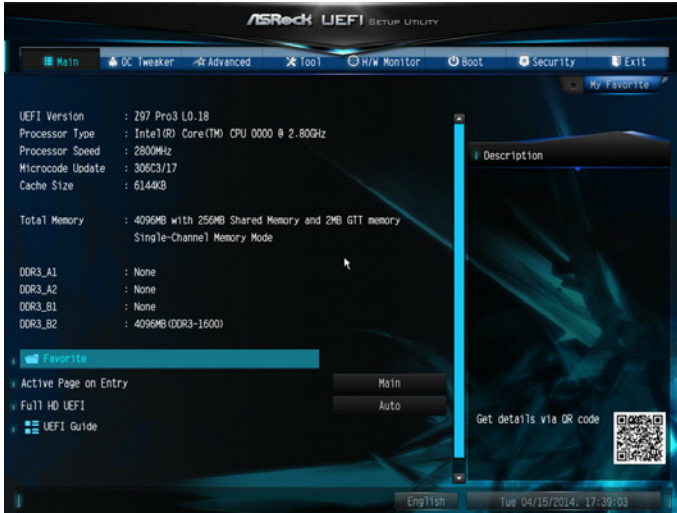 ASRock UEFI SETUP UTILITY
Main OC Tweaker Advanced Tool H/W Monitor Boot Security Exit
My Favorite
UEFI Version : Z97 Pro3 L0.18
Processor Type : Intel(R) Core(TM) CPU 0000 @ 2.80GHz
Processor Speed : 2800MHz
Microcode Update : 306C3/17
Cache Size : 6144KB
Total Memory : 4096MB with 256MB Shared Memory and 2MB GTT memory
Single-Channel Memory Mode
DDR3_A1 : None
DDR3_A2 : None
DDR3_B1 : None
DDR3_B2 : 4096MB(DDR3-1600)
Favorite
Active Page on Entry Main
Full HD UEFI Auto
UEFI Guide
Description
Get details via QR code
English Tue 04/15/2014. 17:39:03